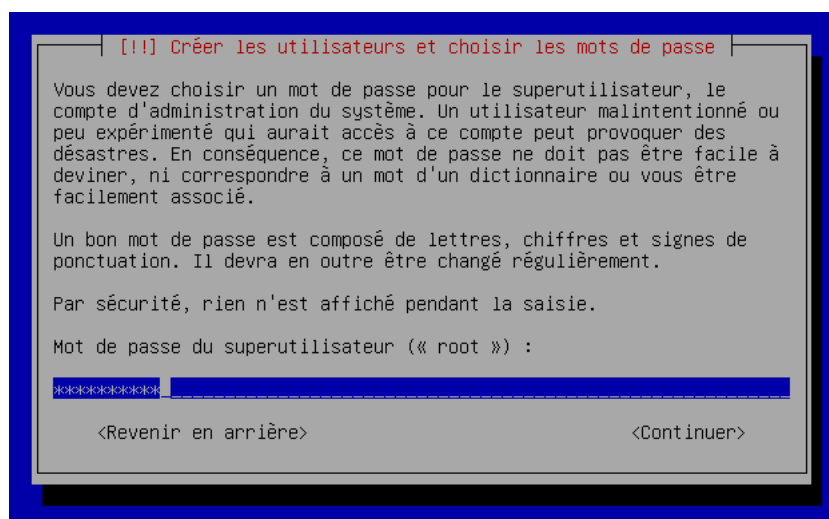 [!!] Créer les utilisateurs et choisir les mots de passe
Vous devez choisir un mot de passe pour le superutilisateur, le
compte d'administration du système. Un utilisateur malintentionné ou
peu expérimenté qui aurait accès à ce compte peut provoquer des
désastres. En conséquence, ce mot de passe ne doit pas être facile à
deviner, ni correspondre à un mot d'un dictionnaire ou vous être
facilement associé.
Un bon mot de passe est composé de lettres, chiffres et signes de
ponctuation. Il devra en outre être changé régulièrement.
Par sécurité, rien n'est affiché pendant la saisie.
Mot de passe du superutilisateur (« root ») :
**********
<Revenir en arrière> <Continuer>